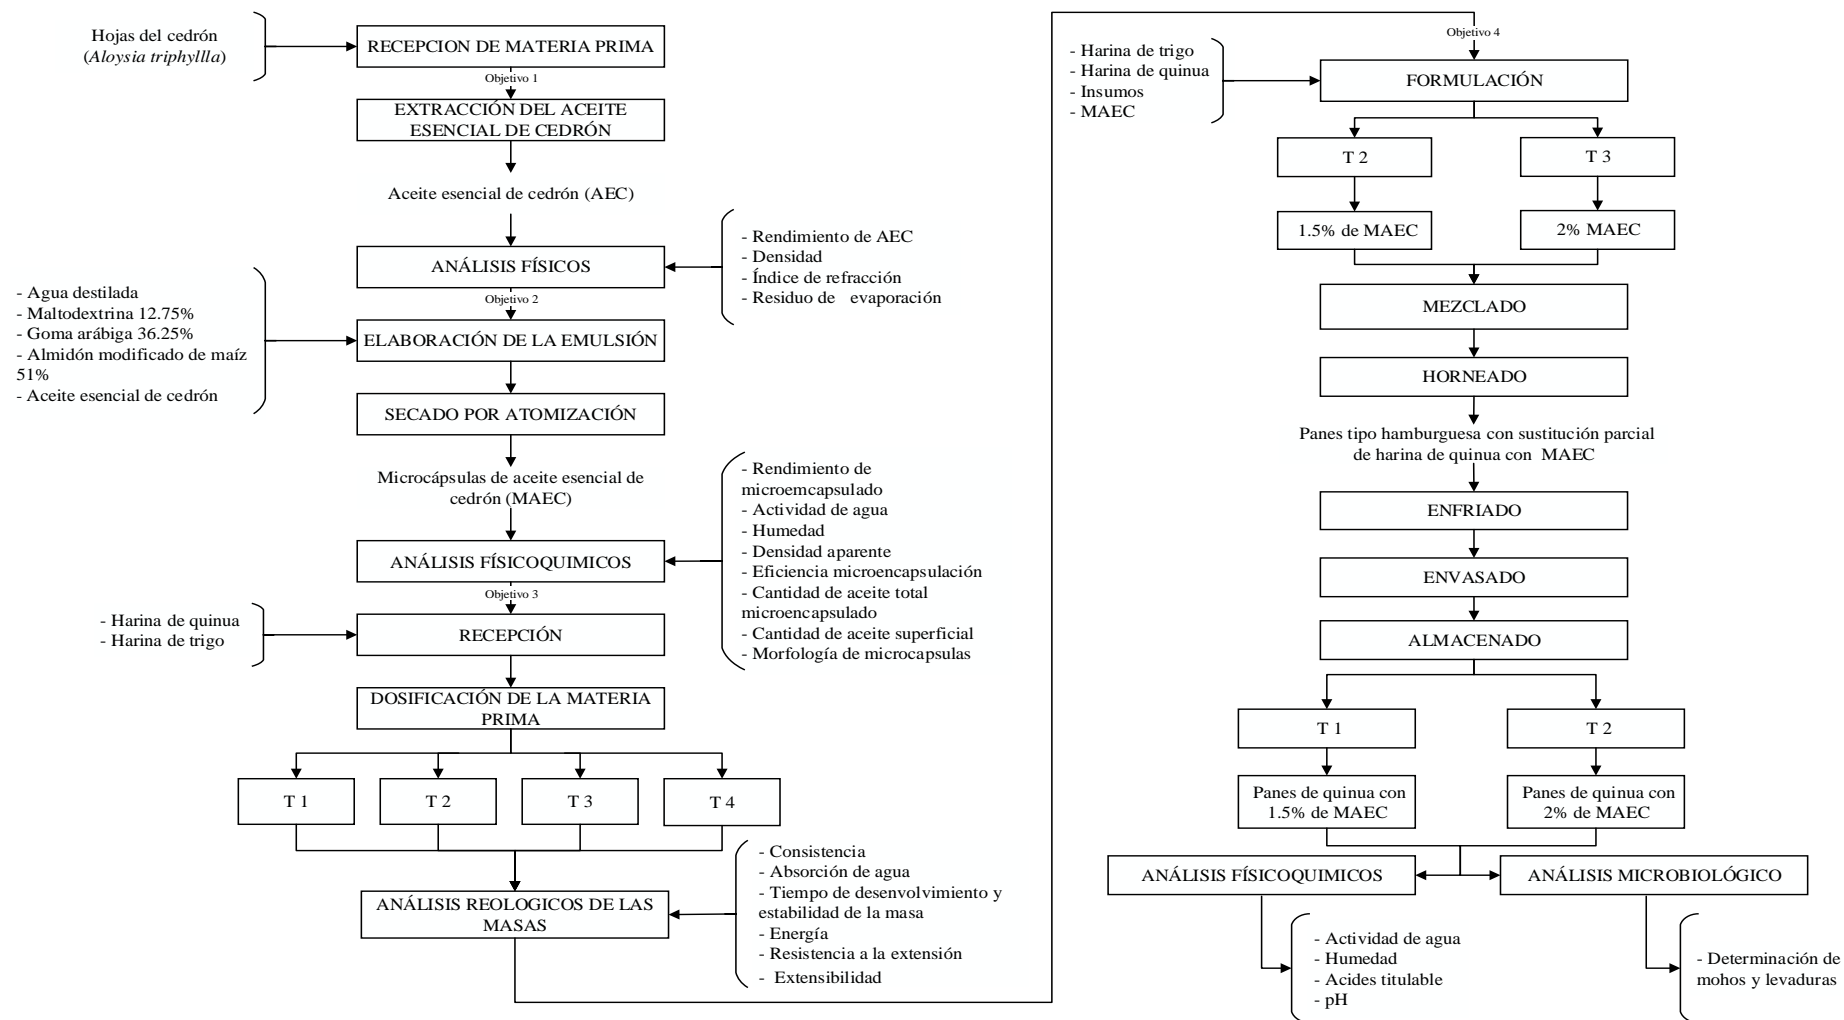 Hojas del cedrón
(Aloysia triphyllla)
RECEPCION DE MATERIA PRIMA
Objetivo 1
EXTRACCIÓN DEL ACEITE
ESENCIAL DE CEDRÓN
Aceite esencial de cedrón (AEC)
ANÁLISIS FÍSICOS
- Rendimiento de AEC
- Densidad
- Índice de refracción
- Residuo de evaporación
Objetivo 2
- Agua destilada
- Maltodextrina 12.75%
- Goma arábiga 36.25%
- Almidón modificado de maíz
51%
- Aceite esencial de cedrón
ELABORACIÓN DE LA EMULSIÓN
SECADO POR ATOMIZACIÓN
Microcápsulas de aceite esencial de
cedrón (MAEC)
ANÁLISIS FÍSICOQUIMICOS
- Rendimiento de
microemcapsulado
- Actividad de agua
- Humedad
- Densidad aparente
- Eficiencia microencapsulación
- Cantidad de aceite total
microencapsulado
- Cantidad de aceite superficial
- Morfología de microcapsulas
Objetivo 3
- Harina de quinua
- Harina de trigo
RECEPCIÓN
DOSIFICACIÓN DE LA MATERIA
PRIMA
T 1
T 2
T 3
T 4
ANÁLISIS REOLOGICOS DE LAS
MASAS
- Consistencia
- Absorción de agua
- Tiempo de desenvolvimiento y
estabilidad de la masa
- Energía
- Resistencia a la extensión
- Extensibilidad
Objetivo 4
- Harina de trigo
- Harina de quinua
- Insumos
- MAEC
FORMULACIÓN
T 2
T 3
1.5% de MAEC
2% MAEC
MEZCLADO
HORNEADO
Panes tipo hamburguesa con sustitución parcial
de harina de quinua con MAEC
ENFRIADO
ENVASADO
ALMACENADO
T 1
T 2
Panes de quinua con
1.5% de MAEC
Panes de quinua con
2% de MAEC
ANÁLISIS FÍSICOQUIMICOS
ANÁLISIS MICROBIOLÓGICO
- Actividad de agua
- Humedad
- Acides titulable
- pH
- Determinación de
mohos y levaduras